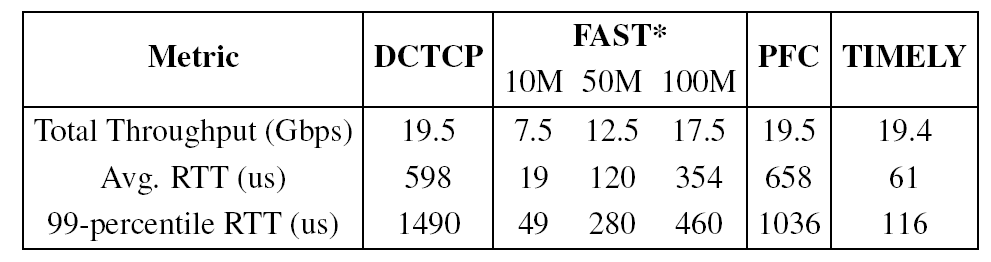 Metric DCTCP FAST* PFC TIMELY
10M 50M 100M
Total Throughput (Gbps) 19.5 7.5 12.5 17.5 19.5 19.4
Avg. RTT (us) 598 19 120 354 658 61
99-percentile RTT (us) 1490 49 280 460 1036 116